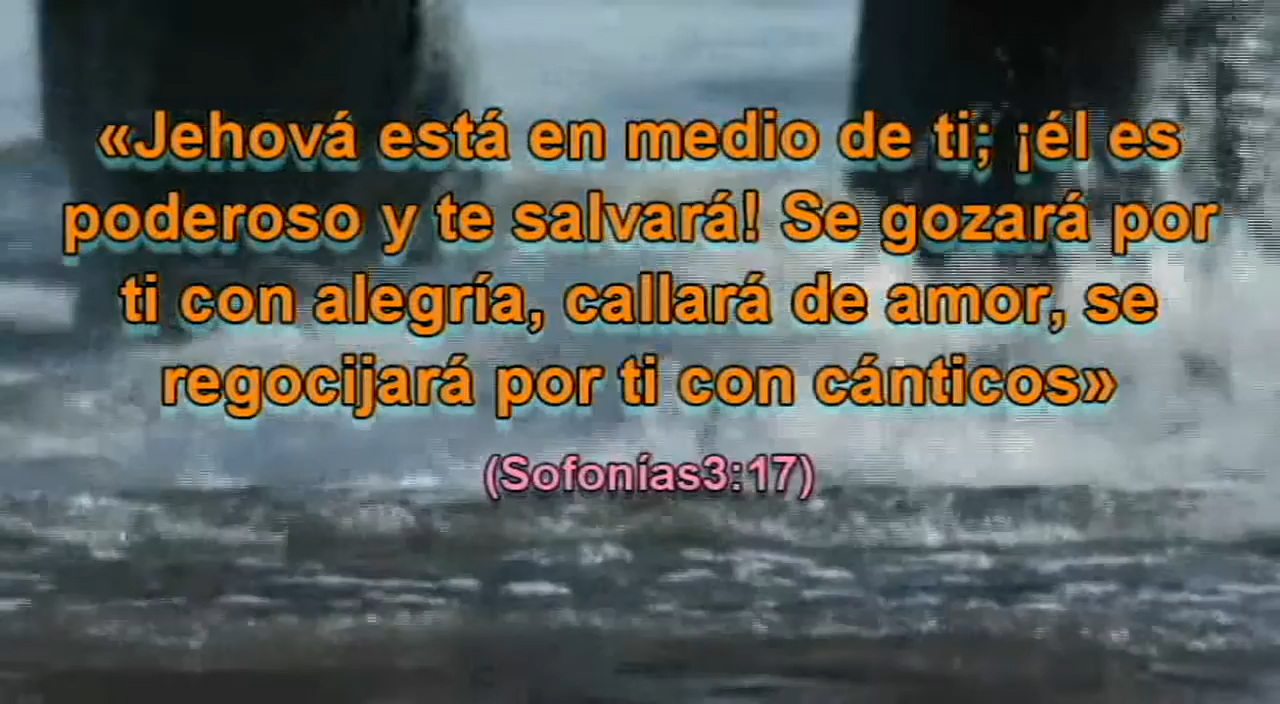 «Jehová está en medio de ti; ¡él es
poderoso y te salvará! Se gozará por
ti con alegría, callará de amor, se
regocijará por ti con cánticos»
(Sofonías3:17)